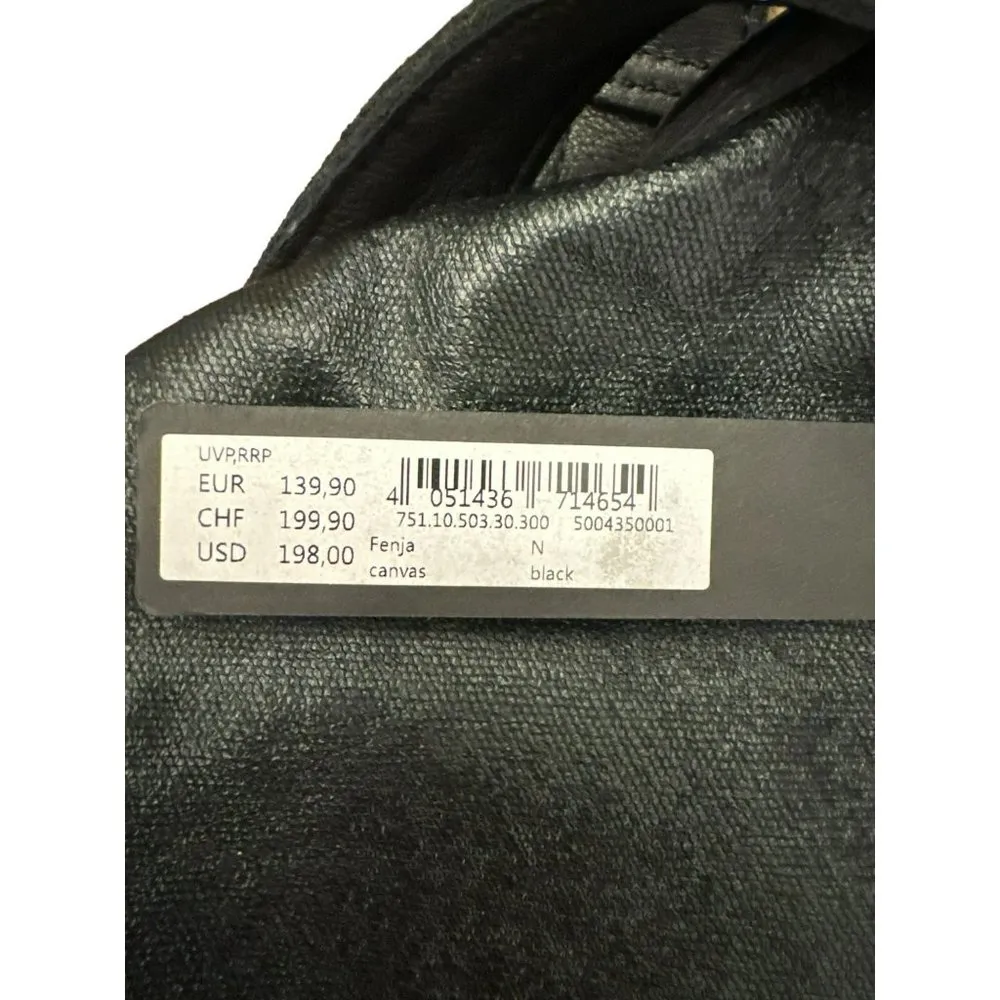 UVP,RRP
EUR 139,90
CHF 199,90
USD 198,00
4 051436 714654
751.10.503.30.300 5004350001
Fenja N
canvas black